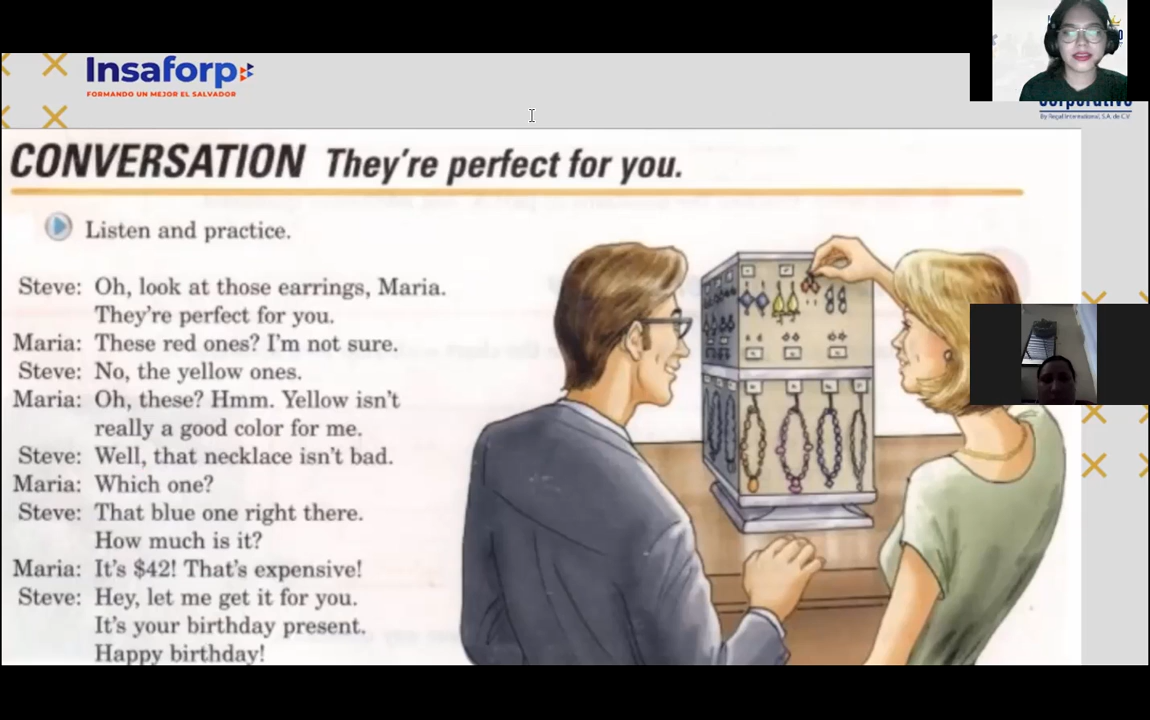 Insaforp
FORMANDO UN MEJOR EL SALVADOR
Corporativo
By Regal International, S.A. de C.V.
CONVERSATION They're perfect for you.
Listen and practice.
Steve: Oh, look at those earrings, Maria.
They're perfect for you.
Maria: These red ones? I'm not sure.
Steve: No, the yellow ones.
Maria: Oh, these? Hmm. Yellow isn't
really a good color for me.
Steve: Well, that necklace isn't bad.
Maria: Which one?
Steve: That blue one right there.
How much is it?
Maria: It's $42! That's expensive!
Steve: Hey, let me get it for you.
It's your birthday present.
Happy birthday!